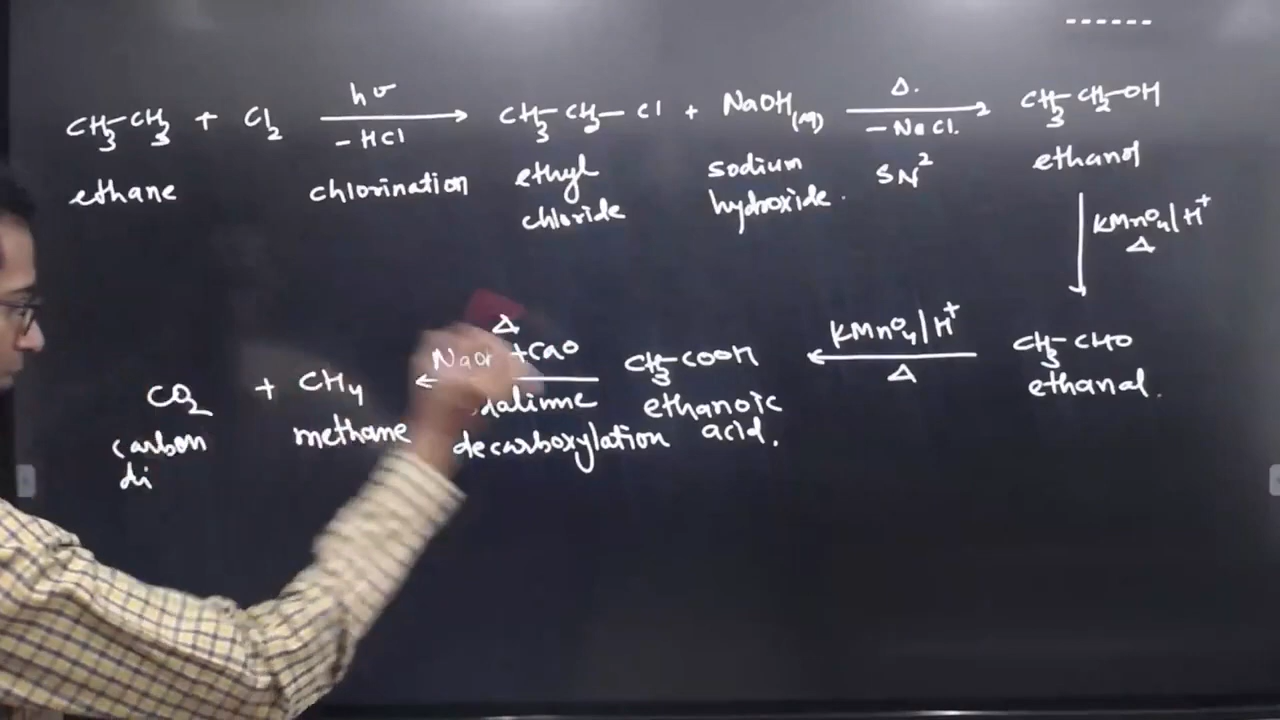 ------
CH3-CH3 + Cl2 hν CH3-CH2-Cl + NaOH(aq) Δ. CH3-CH2-OH
-HCl -NaCl.
ethane chlorination ethyl chloride sodium hydroxide. SN2 ethanol
KMnO4/H+
Δ
CO2 + CH4 Δ +CaO CH3-COOH KMnO4/H+ CH3-CHO
Δ
carbon methane ethanoic acid. ethanal.
di decarboxylation